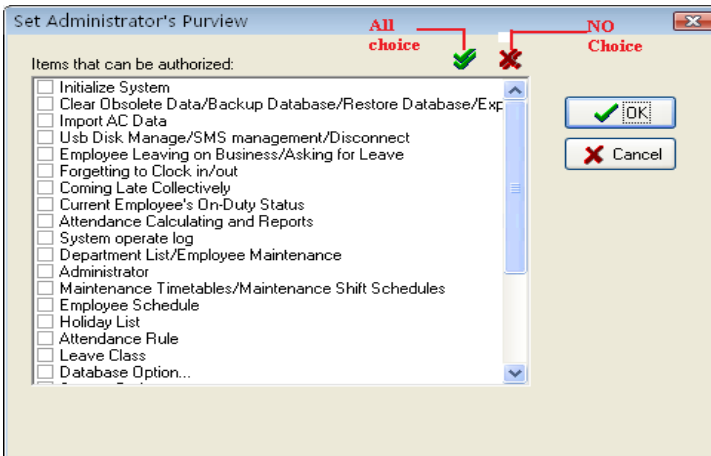 Set Administrator's Purview
All
choice
NO
Choice
Items that can be authorized:
Initialize System
Clear Obsolete Data/Backup Database/Restore Database/Exp
Import AC Data
Usb Disk Manage/SMS management/Disconnect
Employee Leaving on Business/Asking for Leave
Forgetting to Clock in/out
Coming Late Collectively
Current Employee's On-Duty Status
Attendance Calculating and Reports
System operate log
Department List/Employee Maintenance
Administrator
Maintenance Timetables/Maintenance Shift Schedules
Employee Schedule
Holiday List
Attendance Rule
Leave Class
Database Option...
OK
Cancel